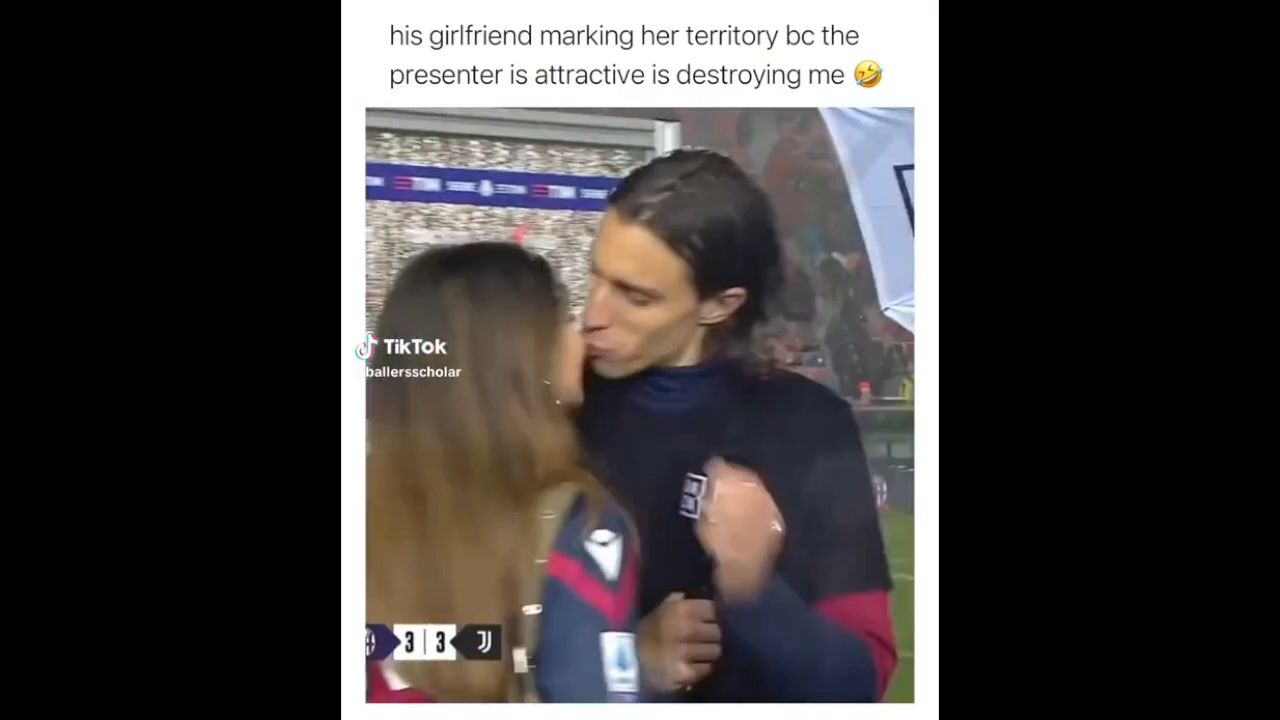 his girlfriend marking her territory bc the
presenter is attractive is destroying me 🤣
TikTok
ballersscholar
3 | 3